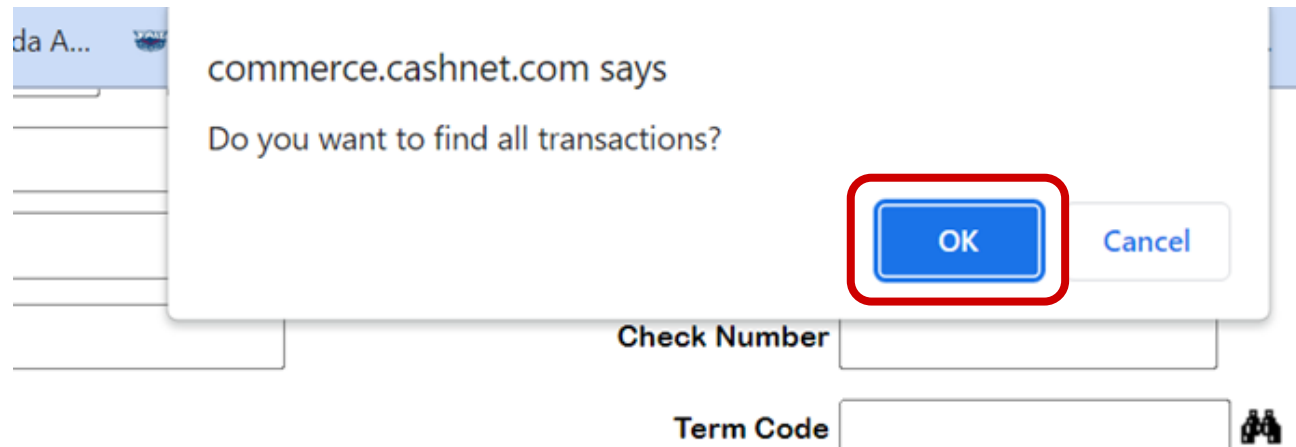 da A...
commerce.cashnet.com says
Do you want to find all transactions?
OK Cancel
Check Number
Term Code